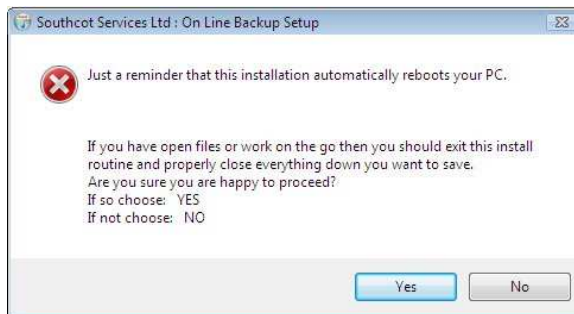 Southcot Services Ltd : On Line Backup Setup
Just a reminder that this installation automatically reboots your PC.
If you have open files or work on the go then you should exit this install
routine and properly close everything down you want to save.
Are you sure you are happy to proceed?
If so choose: YES
If not choose: NO
Yes
No